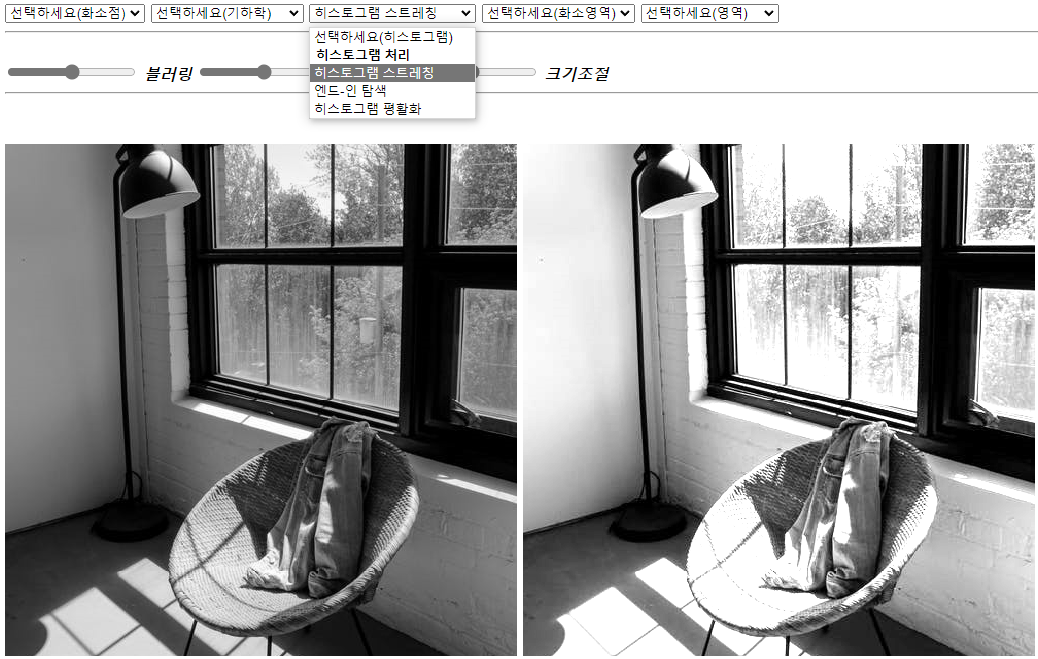 선택하세요(화소점) 선택하세요(기하학) 히스토그램 스트레칭 선택하세요(화소영역) 선택하세요(영역)
선택하세요(히스토그램)
히스토그램 처리
히스토그램 스트레칭
엔드-인 탐색
히스토그램 평활화
블러링 크기조절